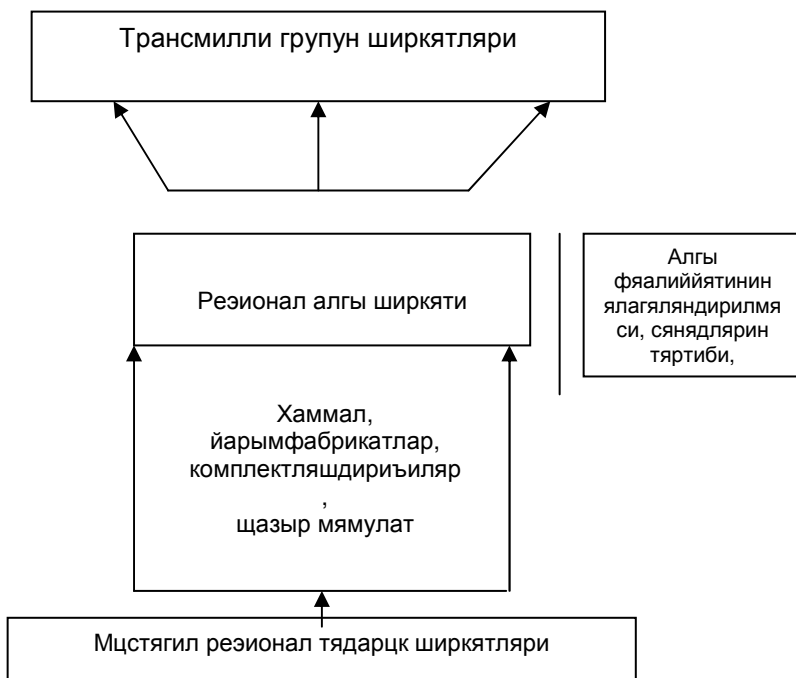 Трансмилли групун ширкятляри
Реэионал алгы ширкяти
Алгы
фяалиййятинин
ялагяляндирилмя
си, сянядлярин
тяртиби,
Хаммал,
йарымфабрикатлар,
комплектляшдириъиляр
,
щазыр мямулат
Мцстягил реэионал тядарцк ширкятляри